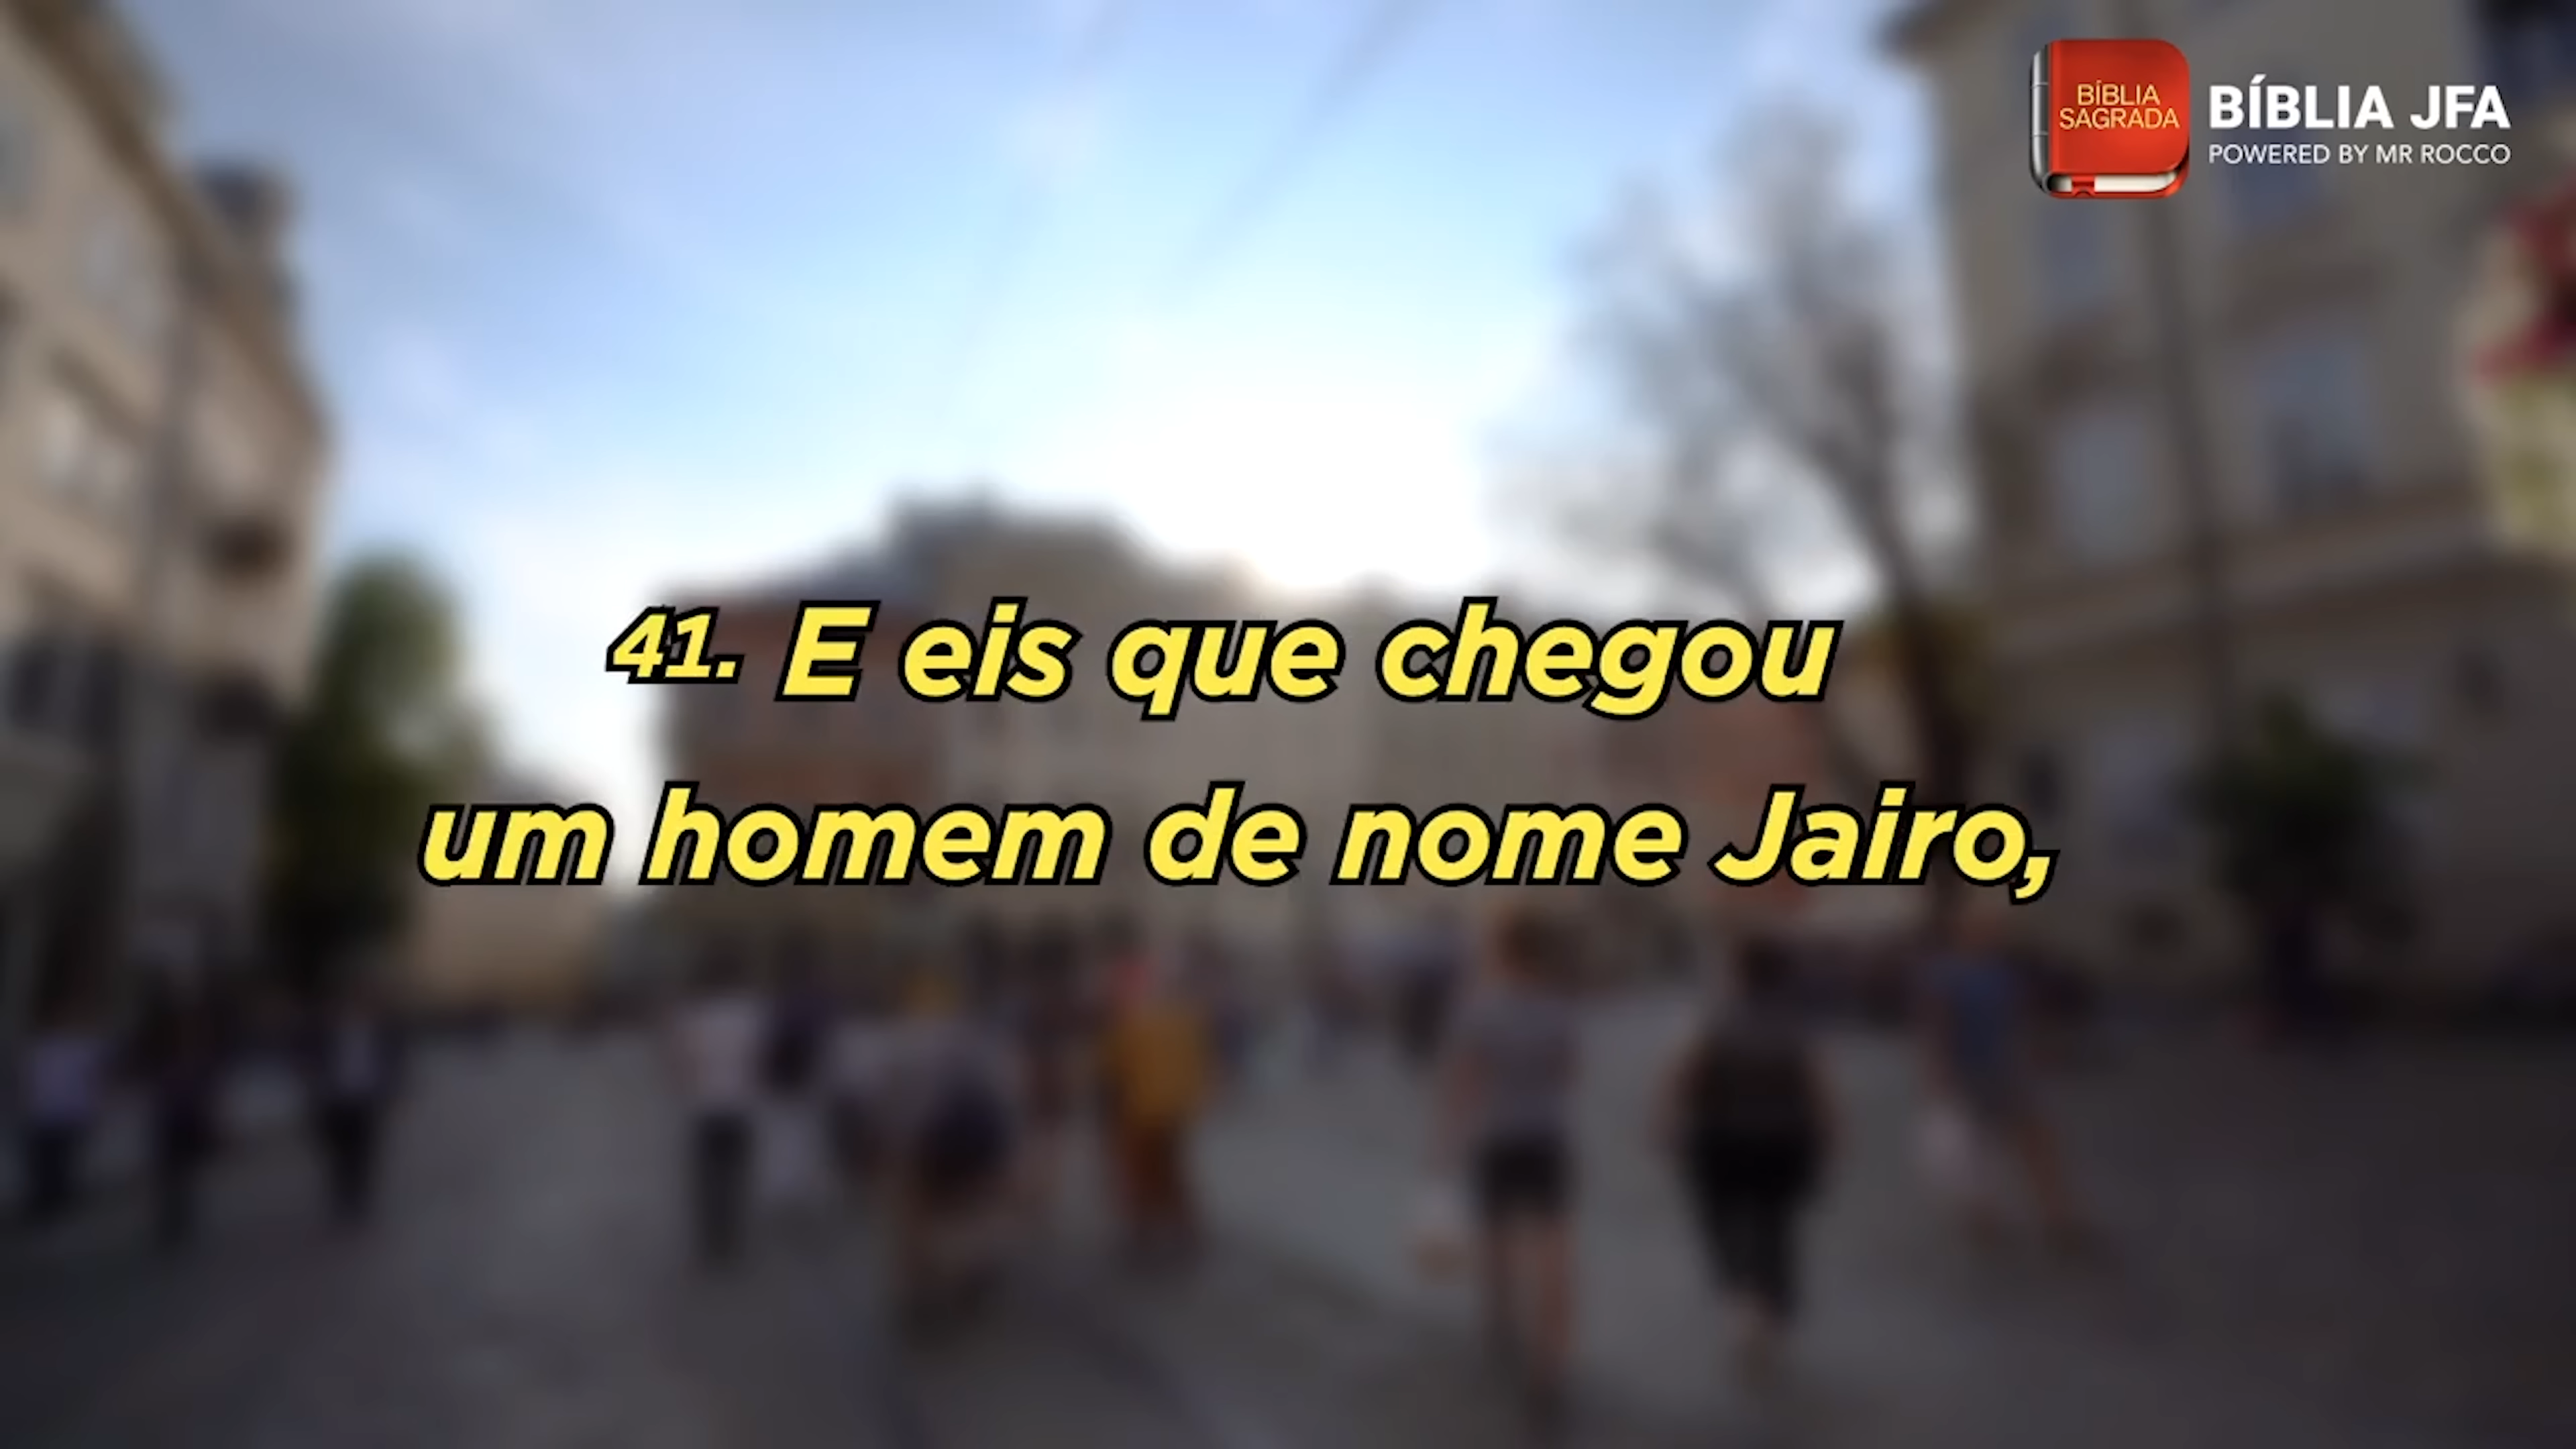 BÍBLIA
SAGRADA
BÍBLIA JFA
POWERED BY MR ROCCO
41. E eis que chegou
um homem de nome Jairo,